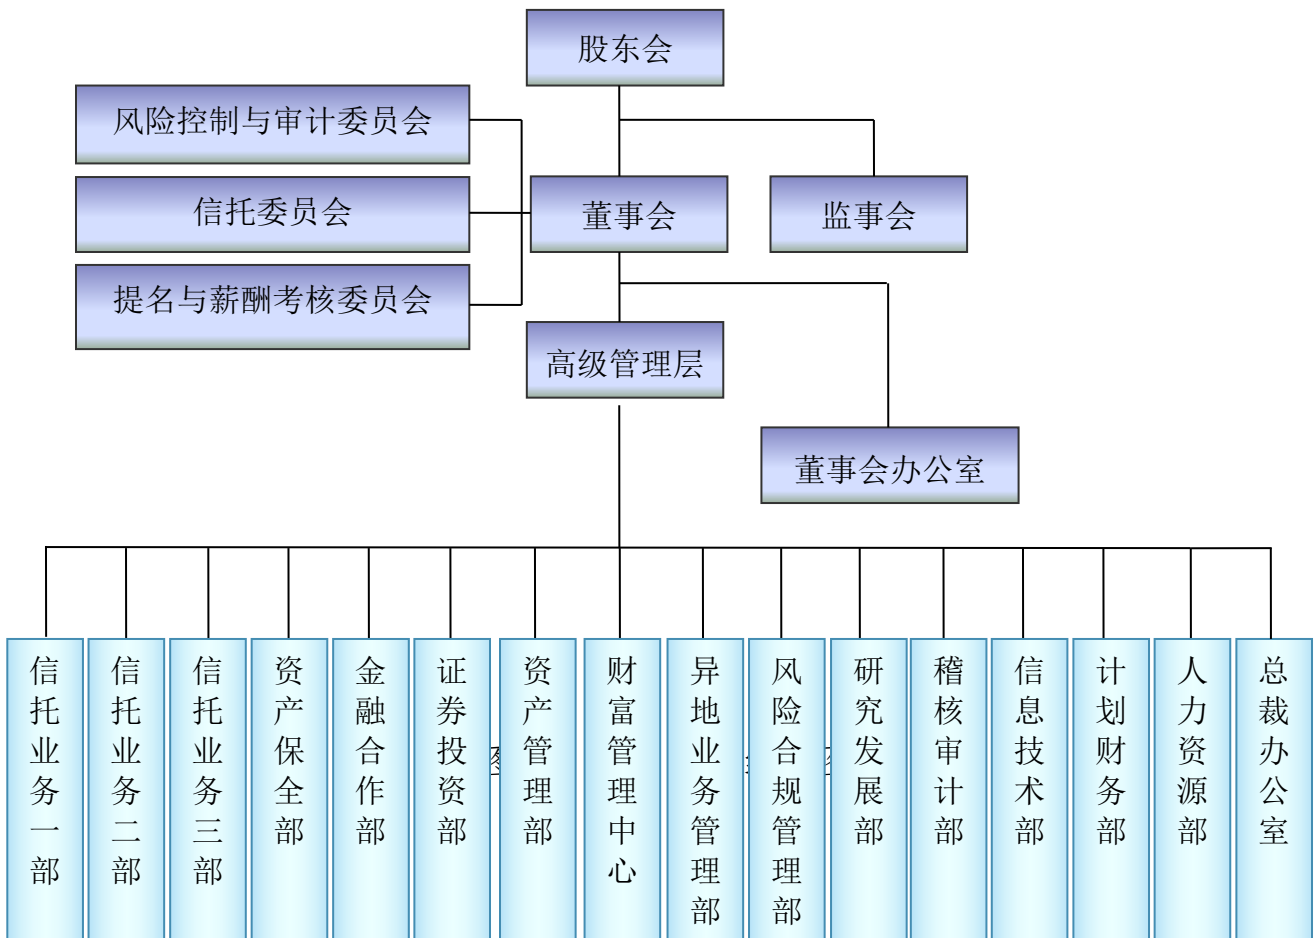 股东会
风险控制与审计委员会
信托委员会
董事会
监事会
提名与薪酬考核委员会
高级管理层
董事会办公室
信托业务一部
信托业务二部
信托业务三部
资产保全部
金融合作部
证券投资部
资产管理部
财富管理中心
异地业务管理部
风险合规管理部
研究发展部
稽核审计部
信息技术部
计划财务部
人力资源部
总裁办公室